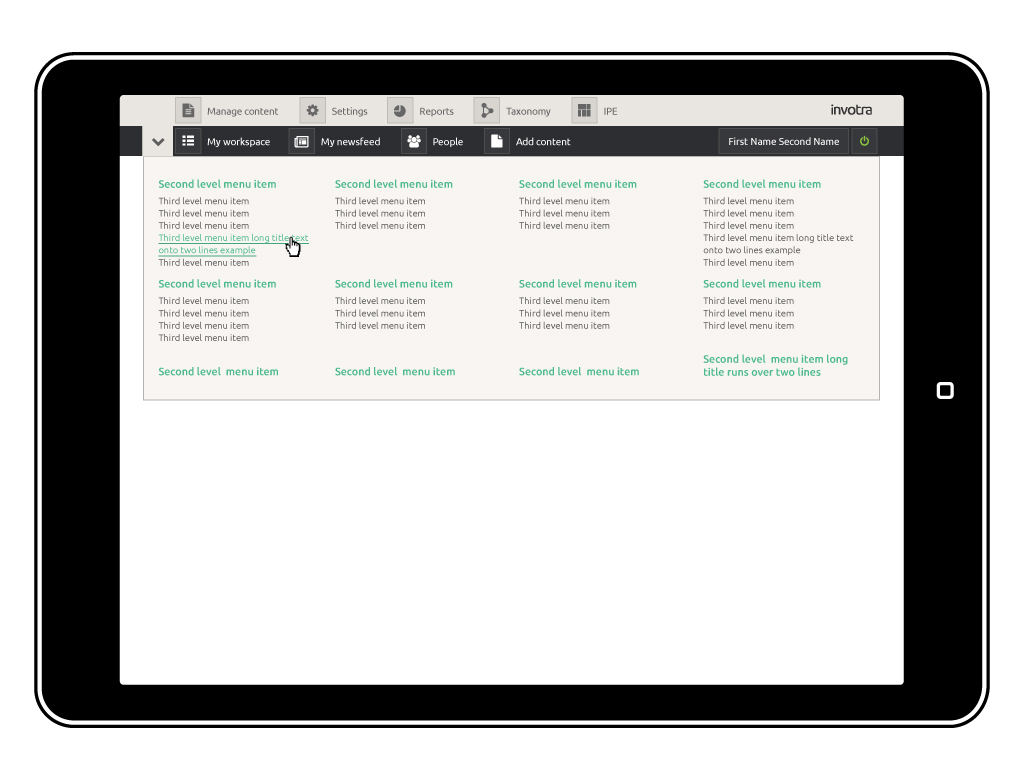 Manage content Settings Reports Taxonomy IPE invotra
My workspace My newsfeed People Add content First Name Second Name
Second level menu item
Third level menu item
Third level menu item
Third level menu item
Third level menu item long title text
onto two lines example
Third level menu item
Second level menu item
Third level menu item
Third level menu item
Third level menu item
Second level menu item
Third level menu item
Third level menu item
Third level menu item
Second level menu item
Third level menu item
Third level menu item
Third level menu item
Third level menu item long title text
onto two lines example
Third level menu item
Second level menu item
Third level menu item
Third level menu item
Third level menu item
Third level menu item
Second level menu item
Third level menu item
Third level menu item
Third level menu item
Second level menu item
Third level menu item
Third level menu item
Third level menu item
Second level menu item
Third level menu item
Third level menu item
Third level menu item
Second level menu item
Second level menu item
Second level menu item
Second level menu item long
title runs over two lines